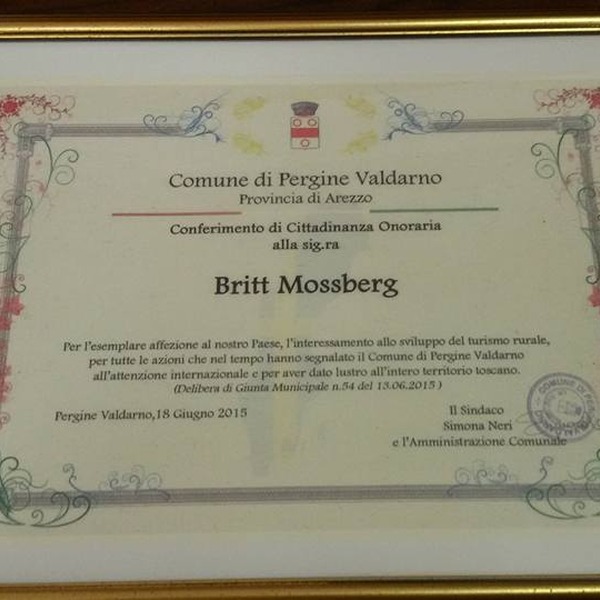 Comune di Pergine Valdarno
Provincia di Arezzo
Conferimento di Cittadinanza Onoraria
alla sig.ra
Britt Mossberg
Per l'esemplare affezione al nostro Paese, l'interessamento allo sviluppo del turismo rurale,
per tutte le azioni che nel tempo hanno segnalato il Comune di Pergine Valdarno
all'attenzione internazionale e per aver dato lustro all'intero territorio toscano.
(Delibera di Giunta Municipale n.54 del 13.06.2015 )
Pergine Valdarno,18 Giugno 2015
Il Sindaco
Simona Neri
e l'Amministrazione Comunale
COMUNE DI